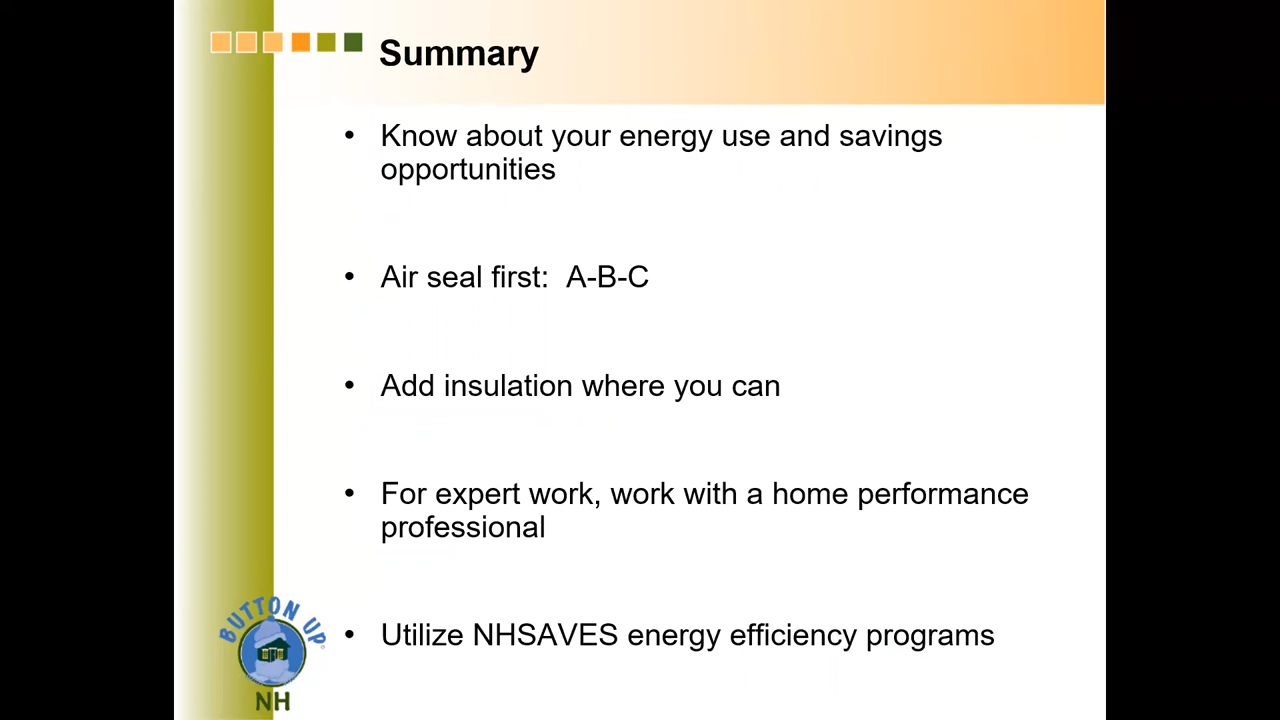 Summary
• Know about your energy use and savings
opportunities
• Air seal first:  A-B-C
• Add insulation where you can
• For expert work, work with a home performance
professional
• Utilize NHSAVES energy efficiency programs
BUTTON UP
NH